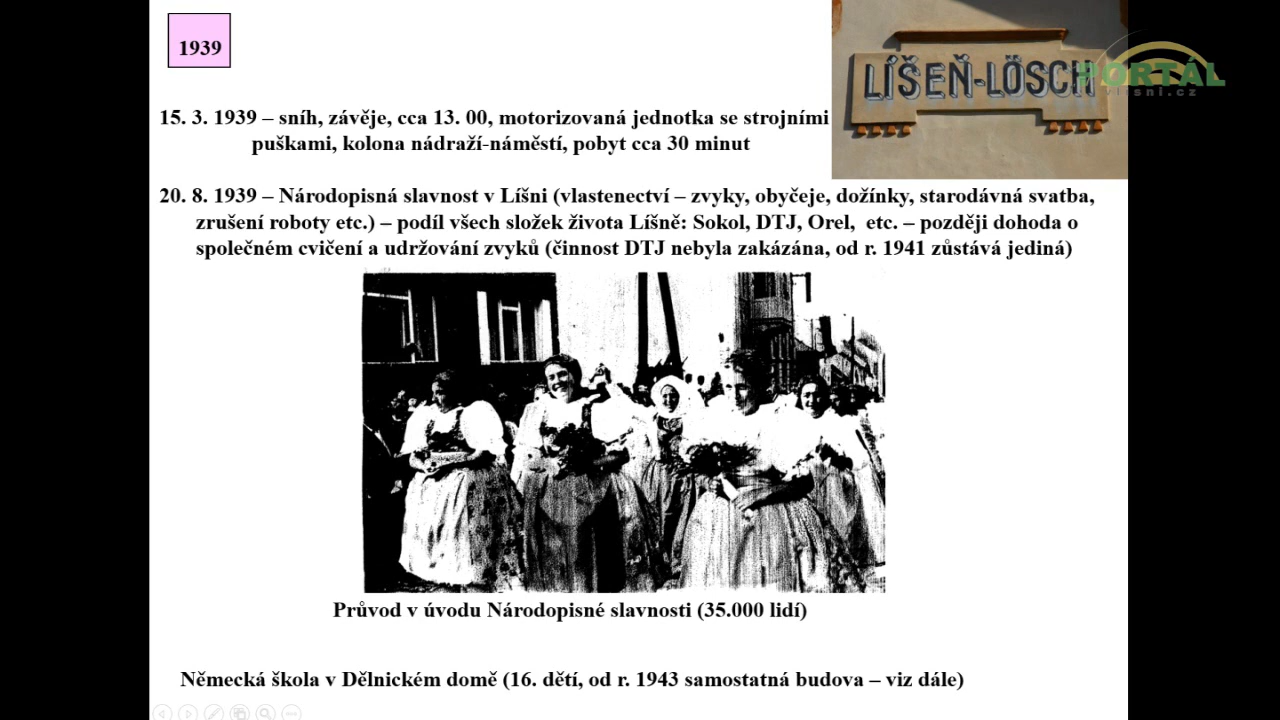 1939
LÍŠEŇ-LÖSCH
PORTÁL
vlisni.cz
15. 3. 1939 – sníh, závěje, cca 13. 00, motorizovaná jednotka se strojními
puškami, kolona nádraží-náměstí, pobyt cca 30 minut
20. 8. 1939 – Národopisná slavnost v Líšni (vlastenectví – zvyky, obyčeje, dožínky, starodávná svatba,
zrušení roboty etc.) – podíl všech složek života Líšně: Sokol, DTJ, Orel, etc. – později dohoda o
společném cvičení a udržování zvyků (činnost DTJ nebyla zakázána, od r. 1941 zůstává jediná)
Průvod v úvodu Národopisné slavnosti (35.000 lidí)
Německá škola v Dělnickém domě (16. dětí, od r. 1943 samostatná budova – viz dále)